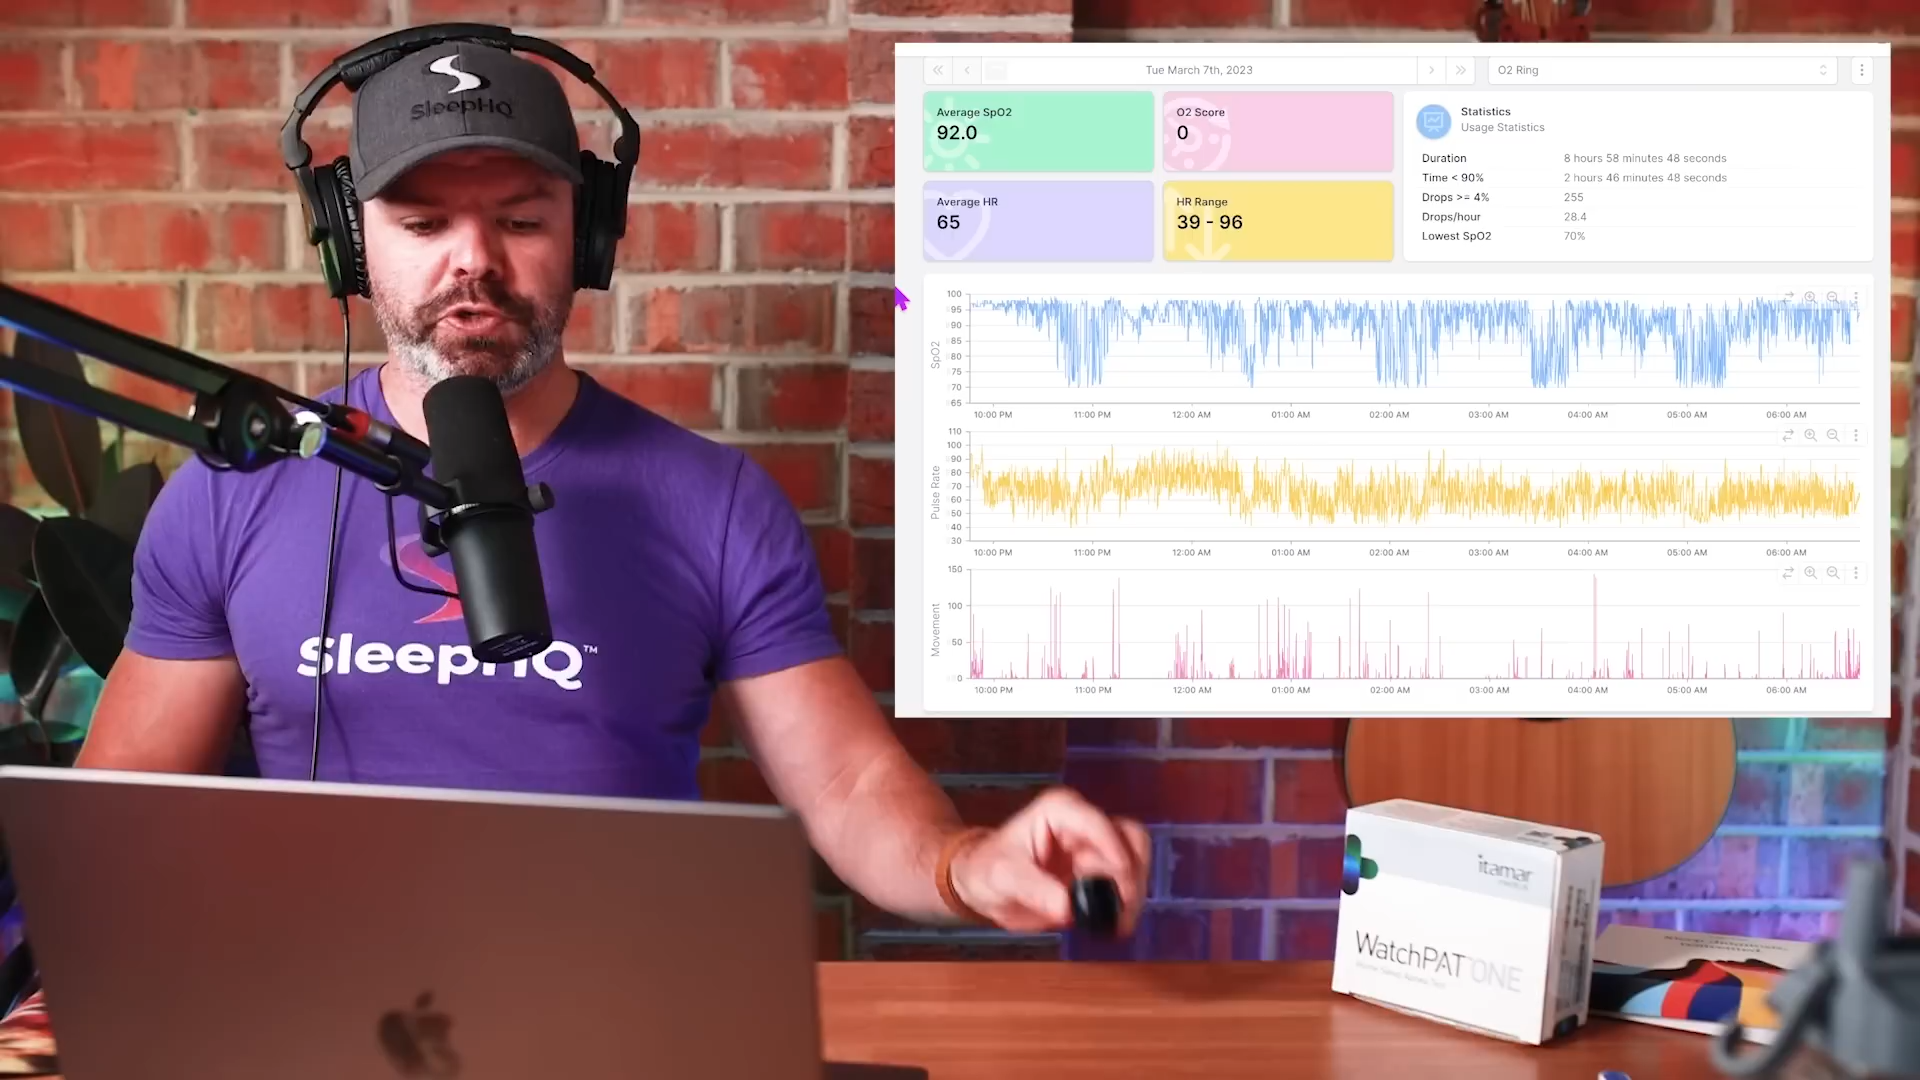 SleepHQ
SleepHQ™
Tue March 7th, 2023
O2 Ring
Average SpO2
92.0
O2 Score
0
Average HR
65
HR Range
39 - 96
Statistics
Usage Statistics
Duration 8 hours 58 minutes 48 seconds
Time < 90% 2 hours 46 minutes 48 seconds
Drops >= 4% 255
Drops/hour 28.4
Lowest SpO2 70%
SpO2
100
95
90
85
80
75
70
65
10:00 PM 11:00 PM 12:00 AM 01:00 AM 02:00 AM 03:00 AM 04:00 AM 05:00 AM 06:00 AM
Pulse Rate
110
100
90
80
70
60
50
40
30
10:00 PM 11:00 PM 12:00 AM 01:00 AM 02:00 AM 03:00 AM 04:00 AM 05:00 AM 06:00 AM
Movement
150
100
50
0
10:00 PM 11:00 PM 12:00 AM 01:00 AM 02:00 AM 03:00 AM 04:00 AM 05:00 AM 06:00 AM
itamar
WatchPAT ONE